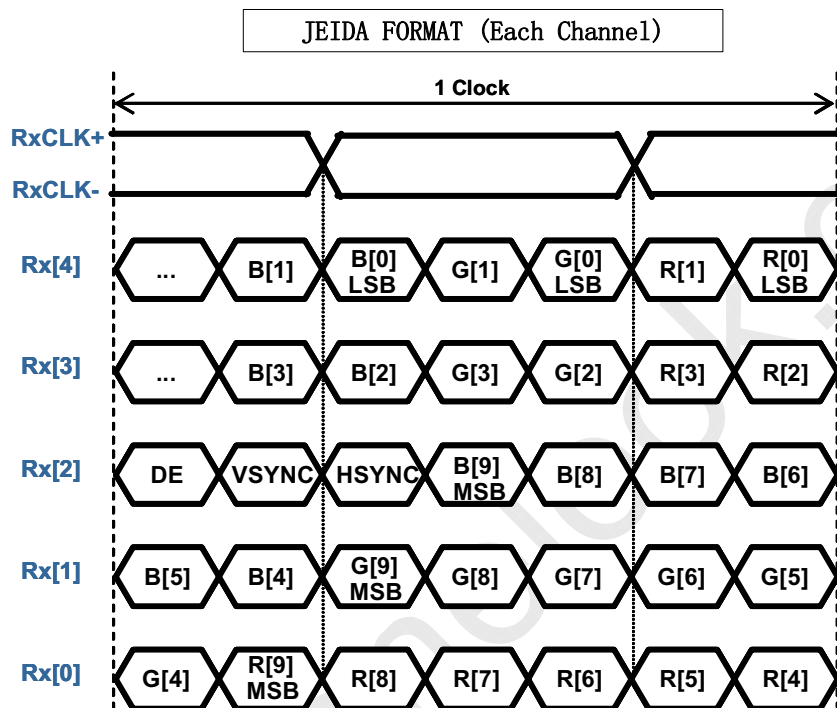 JEIDA FORMAT (Each Channel)
1 Clock
RxCLK+
RxCLK-
Rx[4] ... B[1] B[0] LSB G[1] G[0] LSB R[1] R[0] LSB
Rx[3] ... B[3] B[2] G[3] G[2] R[3] R[2]
Rx[2] DE VSYNC HSYNC B[9] MSB B[8] B[7] B[6]
Rx[1] B[5] B[4] G[9] MSB G[8] G[7] G[6] G[5]
Rx[0] G[4] R[9] MSB R[8] R[7] R[6] R[5] R[4]